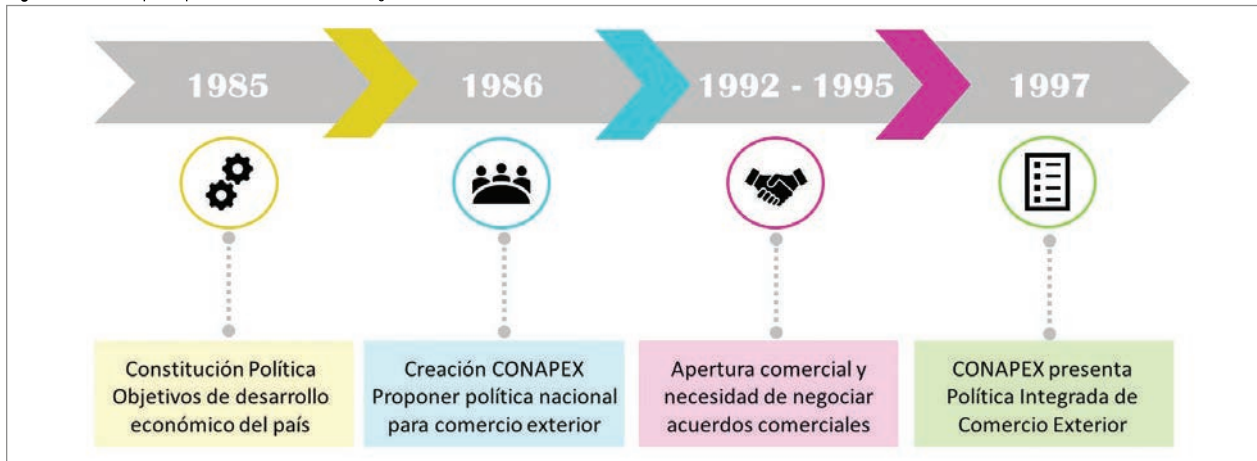 1985
1986
1992 - 1995
1997
Constitución Política
Objetivos de desarrollo
económico del país
Creación CONAPEX
Proponer política nacional
para comercio exterior
Apertura comercial y
necesidad de negociar
acuerdos comerciales
CONAPEX presenta
Política Integrada de
Comercio Exterior